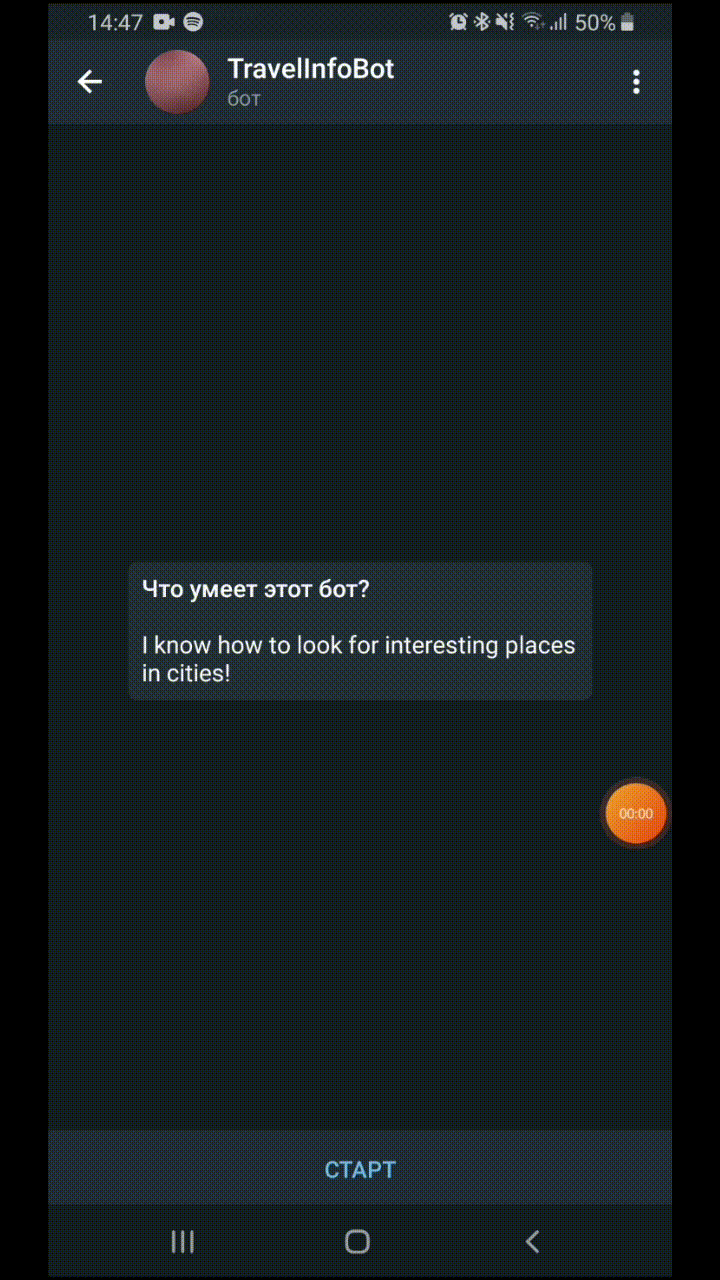 14:47 50%
TravelInfoBot
бот
Что умеет этот бот?
I know how to look for interesting places
in cities!
00:00
СТАРТ